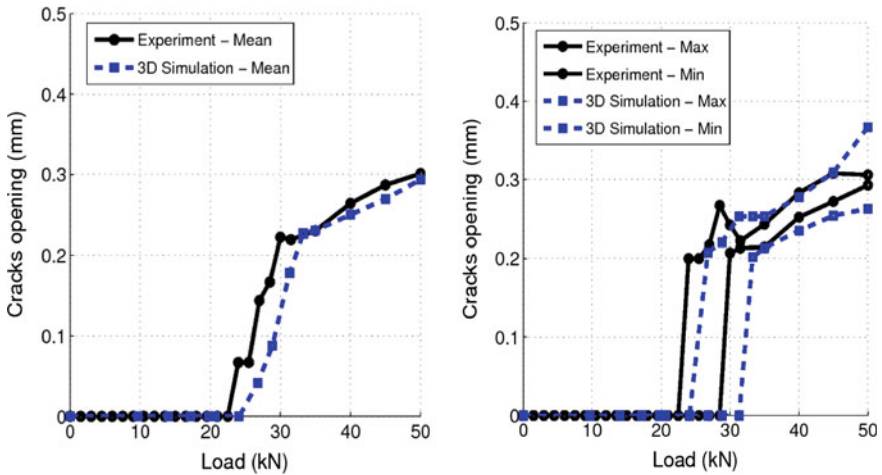 0.5
0.4
0.3
0.2
0.1
0
0 10 20 30 40 50
Cracks opening (mm)
Load (kN)
Experiment – Mean
3D Simulation – Mean
0.5
0.4
0.3
0.2
0.1
0
0 10 20 30 40 50
Cracks opening (mm)
Load (kN)
Experiment – Max
Experiment – Min
3D Simulation – Max
3D Simulation – Min